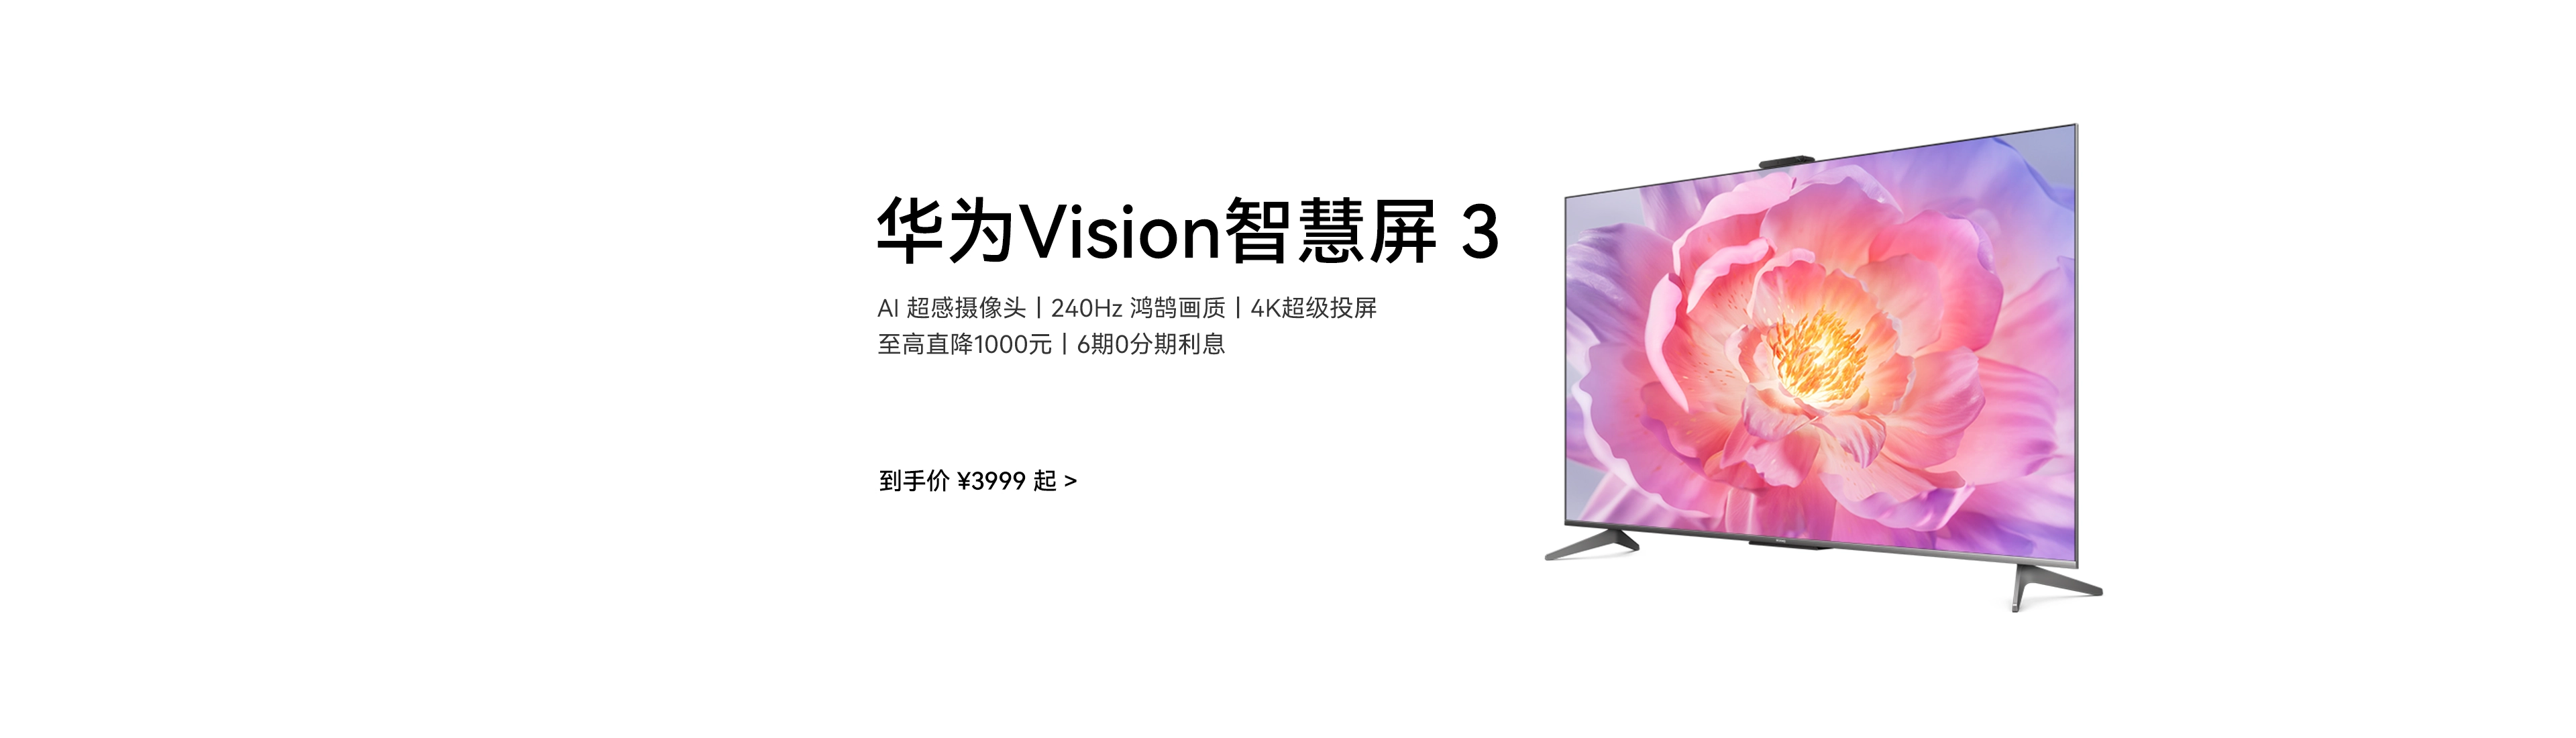 华为Vision智慧屏 3
AI 超感摄像头 | 240Hz 鸿鹄画质 | 4K超级投屏
至高直降1000元 | 6期0分期利息
到手价 ¥3999 起 >